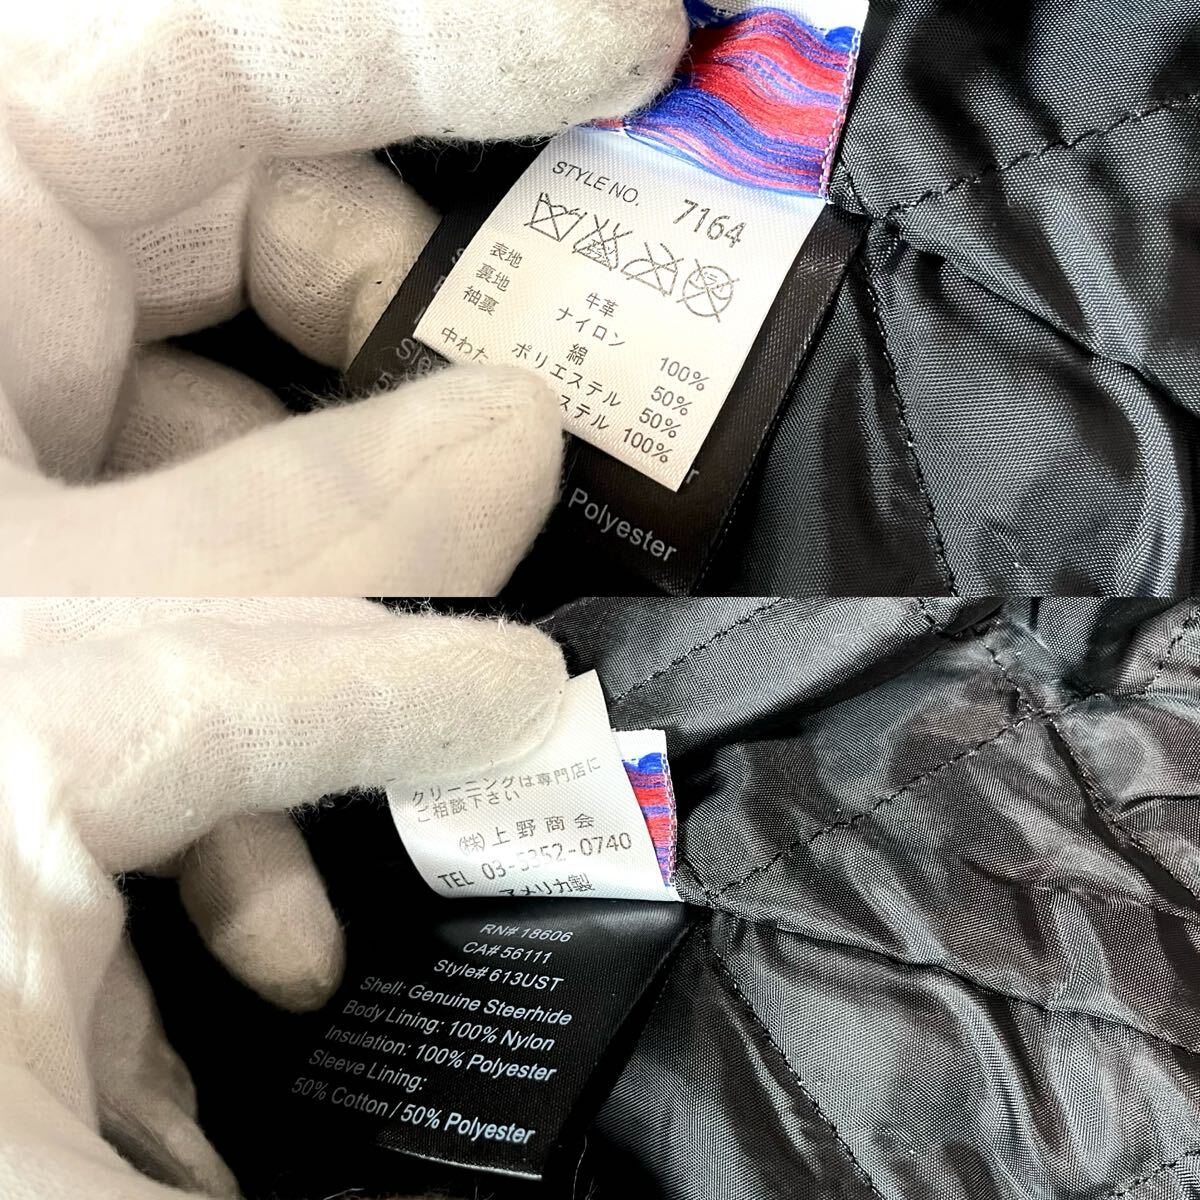 STYLE NO. 7164
表地 牛革
裏地 ナイロン 100%
袖裏 綿 50%
ポリエステル 50%
中わた ステル 100%
Polyester
クリーニングは専門店に
ご相談下さい
㈱上野商会
TEL 03-5352-0740
アメリカ製
RN# 18606
CA# 56111
Style# 613UST
Shell: Genuine Steerhide
Body Lining: 100% Nylon
Insulation: 100% Polyester
Sleeve Lining:
50% Cotton / 50% Polyester